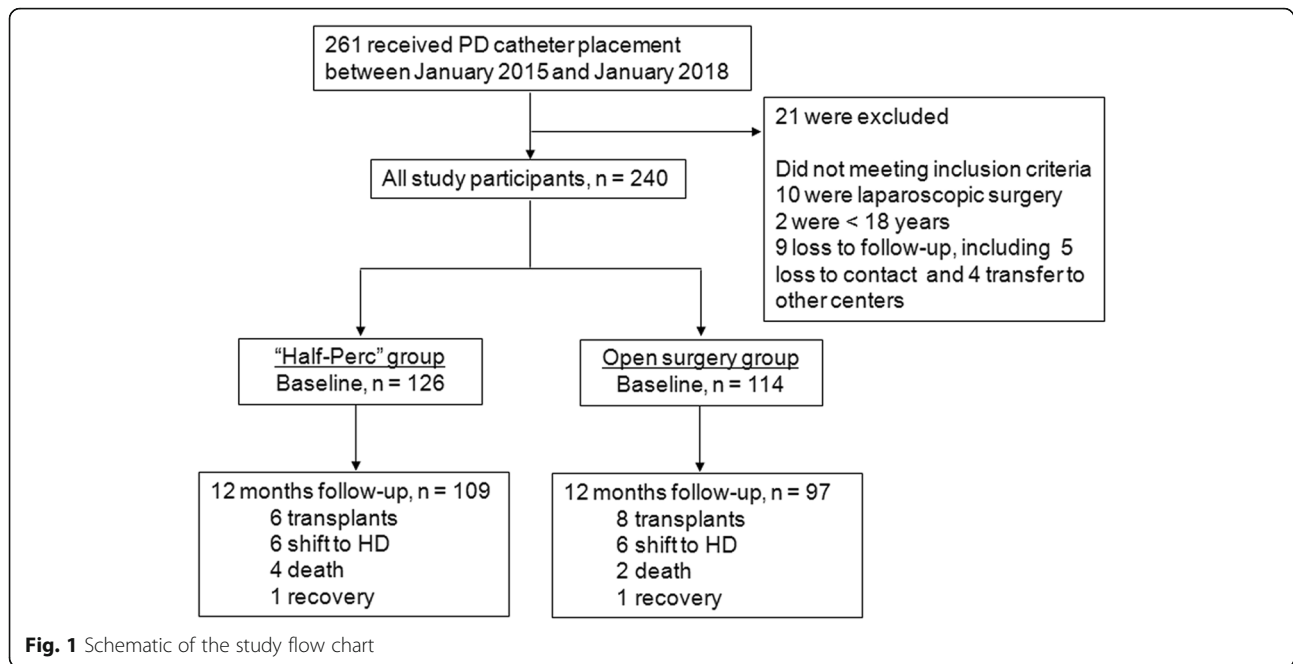 261 received PD catheter placement
between January 2015 and January 2018
21 were excluded
Did not meeting inclusion criteria
10 were laparoscopic surgery
2 were < 18 years
9 loss to follow-up, including 5
loss to contact and 4 transfer to
other centers
All study participants, n = 240
"Half-Perc" group
Baseline, n = 126
Open surgery group
Baseline, n = 114
12 months follow-up, n = 109
6 transplants
6 shift to HD
4 death
1 recovery
12 months follow-up, n = 97
8 transplants
6 shift to HD
2 death
1 recovery
Fig. 1 Schematic of the study flow chart